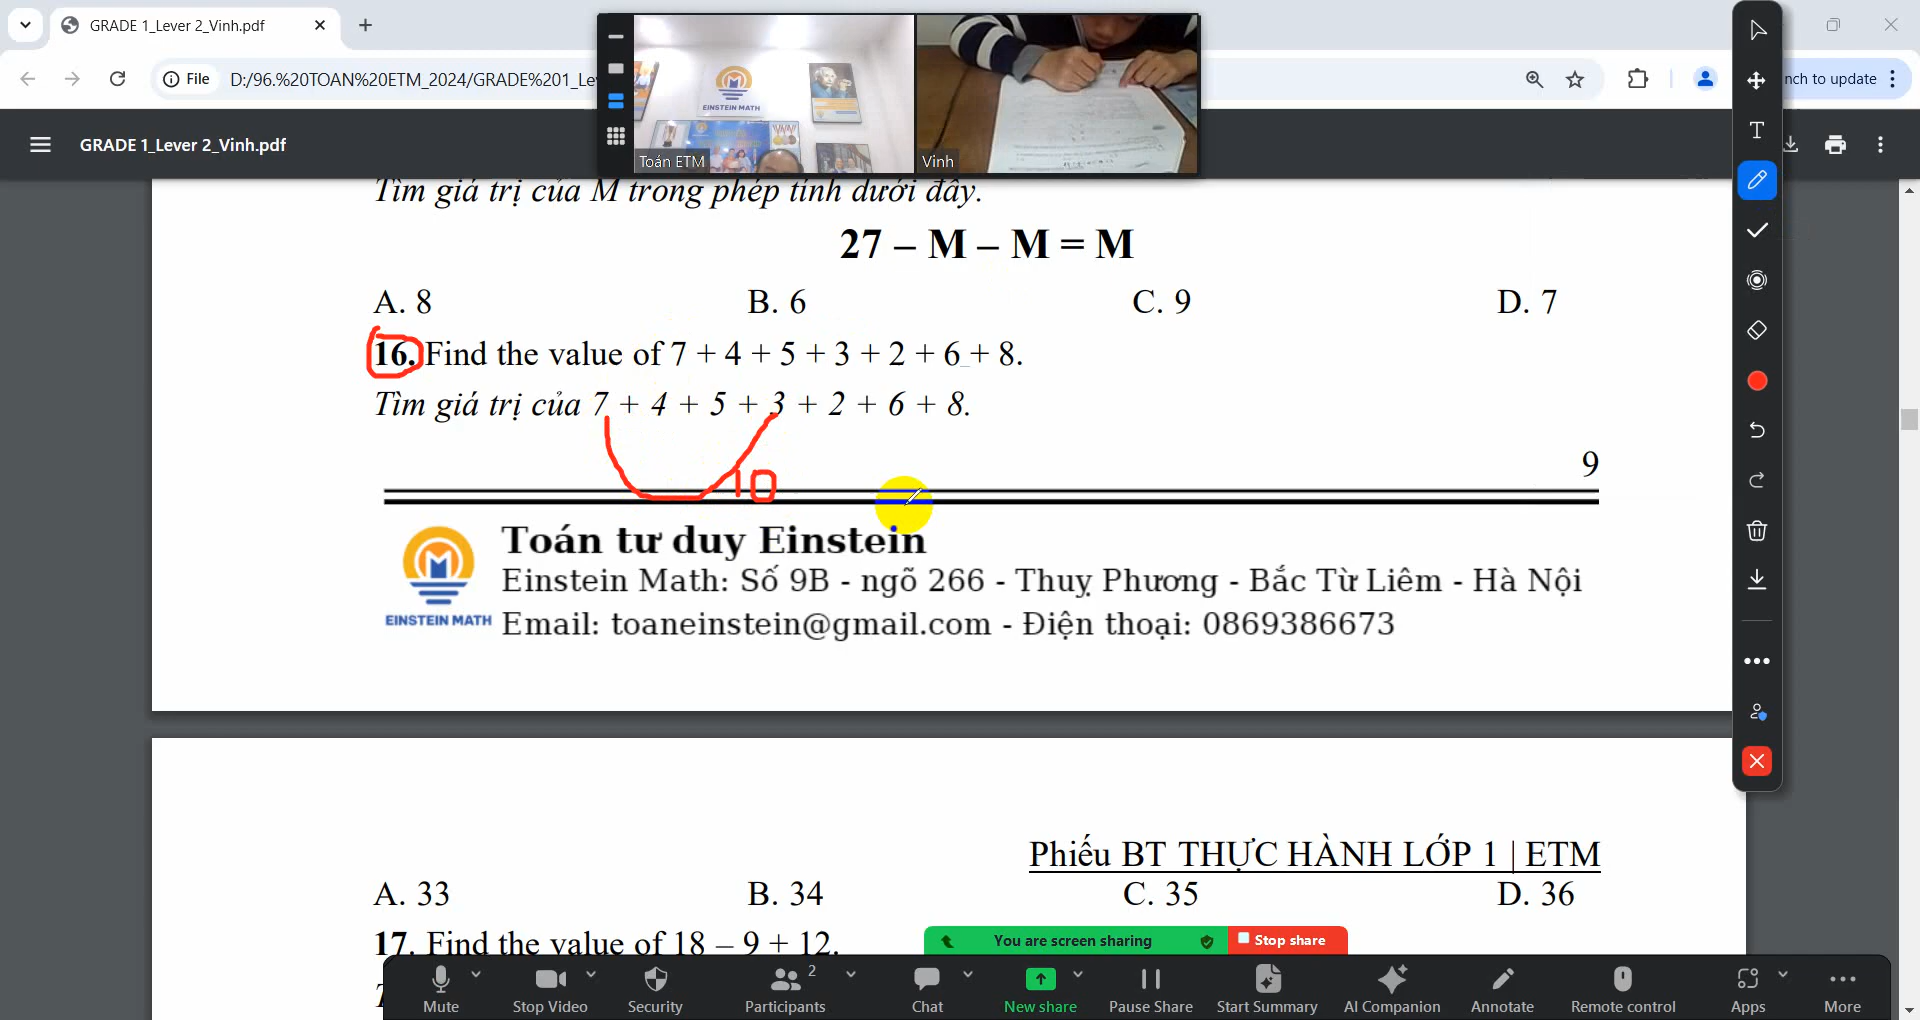 GRADE 1_Lever 2_Vinh.pdf
File
D:/96.%20TOAN%20ETM_2024/GRADE%201_Le
nch to update
GRADE 1_Lever 2_Vinh.pdf
EINSTEIN MATH
Toán ETM
Vinh
Tìm giá trị của M trong phép tính dưới đây.
27 – M – M = M
A. 8 B. 6 C. 9 D. 7
16. Find the value of 7 + 4 + 5 + 3 + 2 + 6 + 8.
Tìm giá trị của 7 + 4 + 5 + 3 + 2 + 6 + 8.
10
9
Toán tư duy Einstein
Einstein Math: Số 9B - ngõ 266 - Thuỵ Phương - Bắc Từ Liêm - Hà Nội
EINSTEIN MATH
Email: toaneinstein@gmail.com - Điện thoại: 0869386673
Phiếu BT THỰC HÀNH LỚP 1 | ETM
A. 33 B. 34 C. 35 D. 36
17. Find the value of 18 – 9 + 12.
You are screen sharing
Stop share
Mute
Stop Video
Security
Participants
2
Chat
New share
Pause Share
Start Summary
AI Companion
Annotate
Remote control
Apps
More